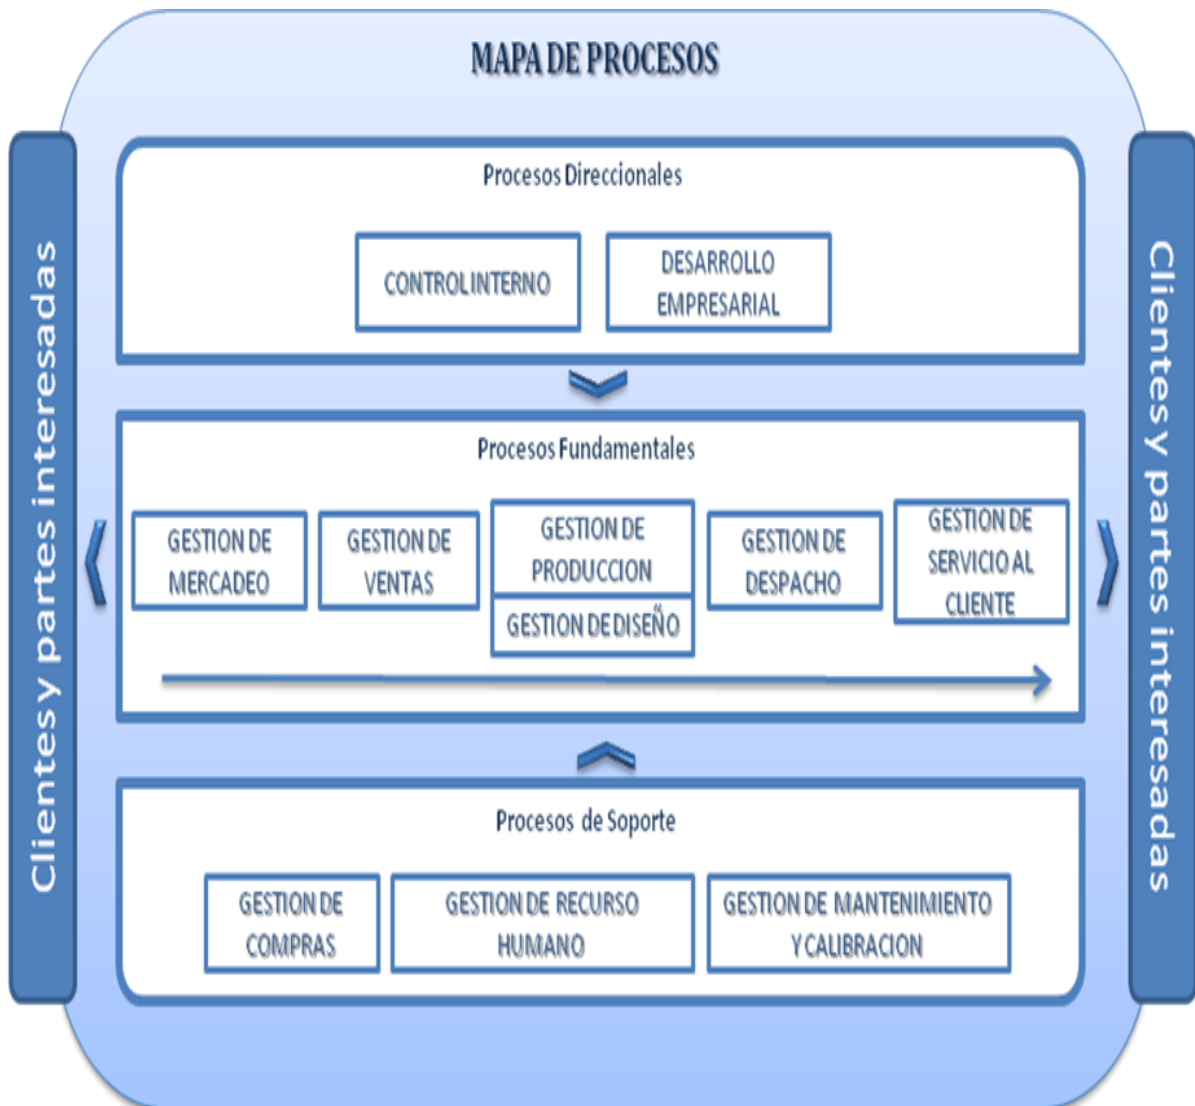 MAPA DE PROCESOS
Clientes y partes interesadas
Procesos Direccionales
CONTROL INTERNO
DESARROLLO
EMPRESARIAL
Procesos Fundamentales
GESTION DE
MERCADEO
GESTION DE
VENTAS
GESTION DE
PRODUCCION
GESTION DE DISEÑO
GESTION DE
DESPACHO
GESTION DE
SERVICIO AL
CLIENTE
Procesos de Soporte
GESTION DE
COMPRAS
GESTION DE RECURSO
HUMANO
GESTION DE MANTENIMIENTO
Y CALIBRACION
Clientes y partes interesadas